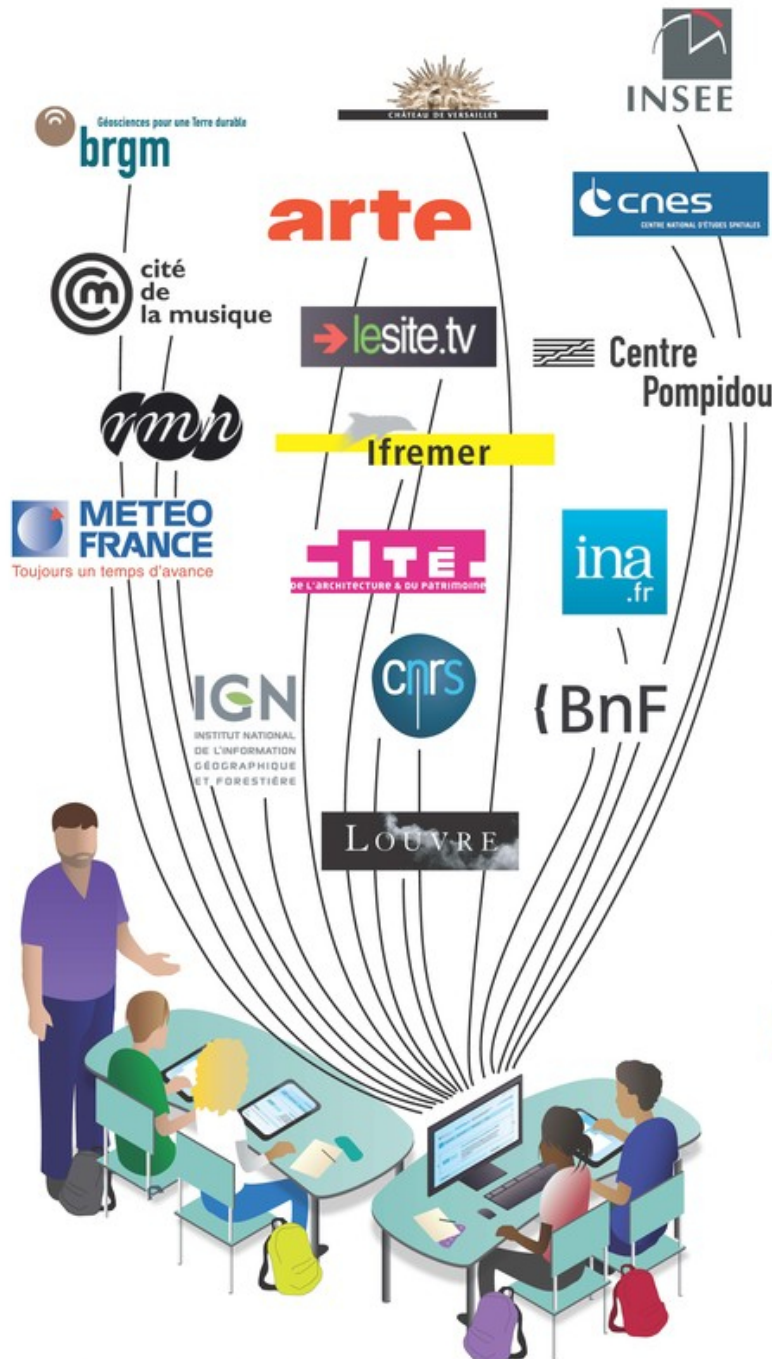 INSEE
CHÂTEAU DE VERSAILLES
Géosciences pour une Terre durable
brgm
cnes
CENTRE NATIONAL D'ÉTUDES SPATIALES
arte
cité
de
la musique
lesite.tv
Centre
Pompidou
rmn
Ifremer
METEO
FRANCE
Toujours un temps d'avance
CITÉ
DE L'ARCHITECTURE & DU PATRIMOINE
ina
.fr
cnrs
IGN
INSTITUT NATIONAL
DE L'INFORMATION
GÉOGRAPHIQUE
ET FORESTIÈRE
{BnF
LOUVRE